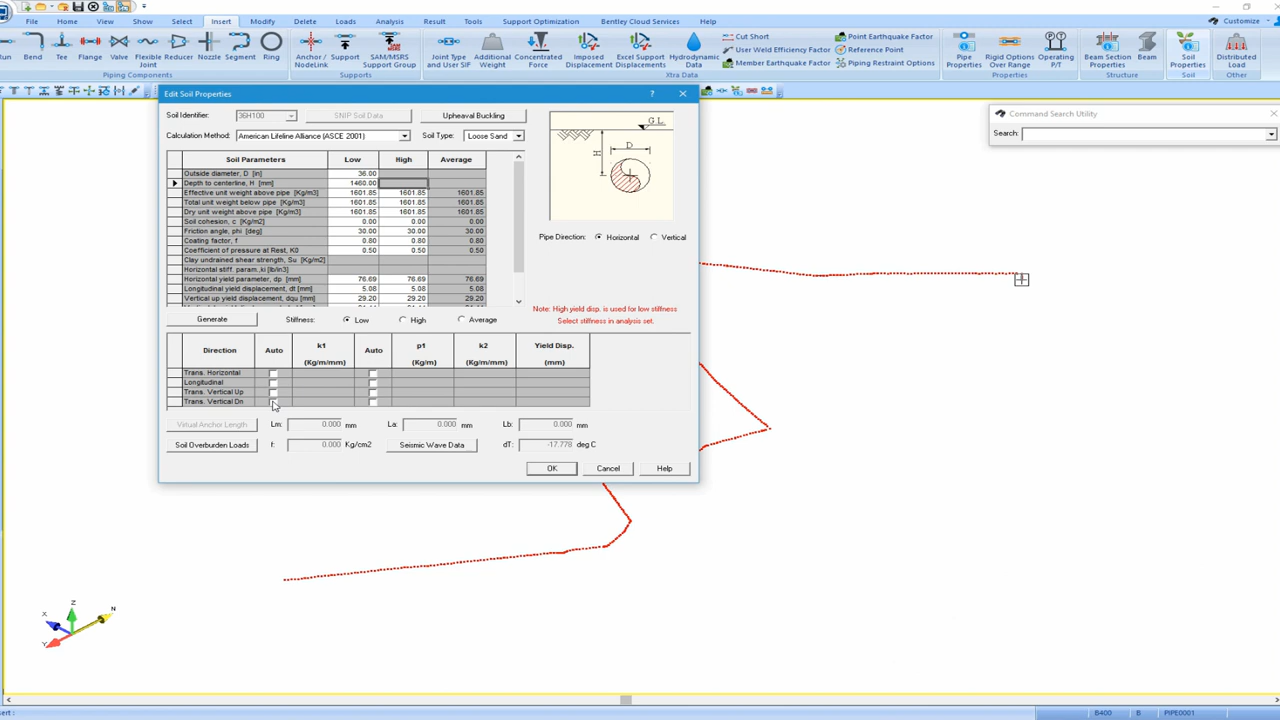 File Home View Show Select Insert Modify Delete Loads Analysis Result Tools Support Optimization Bentley Cloud Services Help Customize
Run Bend Tee Flange Valve Flexible Joint Reducer Nozzle Segment Ring
Piping Components
Anchor / NodeLink Support SAM/MSRS Support Group
Supports
Joint Type and User SIF Additional Weight Concentrated Force Imposed Displacement Excel Support Displacements Hydrodynamic Data
Cut Short
User Weld Efficiency Factor
Member Earthquake Factor
Point Earthquake Factor
Reference Point
Piping Restraint Options
Xtra Data
Pipe Properties Rigid Options Over Range Operating P/T
Properties
Beam Section Properties Beam
Structure
Soil Properties
Soil
Distributed Load
Other
Edit Soil Properties ?
Soil Identifier: 36H100 SNIP Soil Data Upheaval Buckling
Calculation Method: American Lifeline Alliance (ASCE 2001) Soil Type: Loose Sand
Soil Parameters Low High Average
Outside diameter, D [in] 36.00
Depth to centerline, H [mm] 1460.00
Effective unit weight above pipe [Kg/m3] 1601.85 1601.85 1601.85
Total unit weight below pipe [Kg/m3] 1601.85 1601.85 1601.85
Dry unit weight above pipe [Kg/m3] 1601.85 1601.85 1601.85
Soil cohesion, c [Kg/m2] 0.00 0.00
Friction angle, phi [deg] 30.00 30.00
Coating factor, f 0.80 0.80
Coefficient of pressure at Rest, K0 0.50 0.50
Clay undrained shear strength, Su [Kg/m2]
Horizontal stiff. param.,ki [lb/in3]
Horizontal yield parameter, dp [mm] 76.69 76.69 76.69
Longitudinal yield displacement, dt [mm] 5.08 5.08 5.08
Vertical up yield displacement, dqu [mm] 29.20 29.20 29.20
G L
D
H
Pipe Direction: Horizontal Vertical
Note: High yield disp. is used for low stiffness
Select stiffness in analysis set.
Generate Stiffness: Low High Average
Direction Auto k1 (Kg/m/mm) Auto p1 (Kg/m) k2 (Kg/m/mm) Yield Disp. (mm)
Trans. Horizontal
Longitudinal
Trans. Vertical Up
Trans. Vertical Dn
Virtual Anchor Length Lm: 0.000 mm La: 0.000 mm Lb: 0.000 mm
Soil Overburden Loads f: 0.000 Kg/cm2 Seismic Wave Data dT: -17.778 deg C
OK Cancel Help
Command Search Utility
Search:
Z
X
N
Y
B400 B PIPE0001